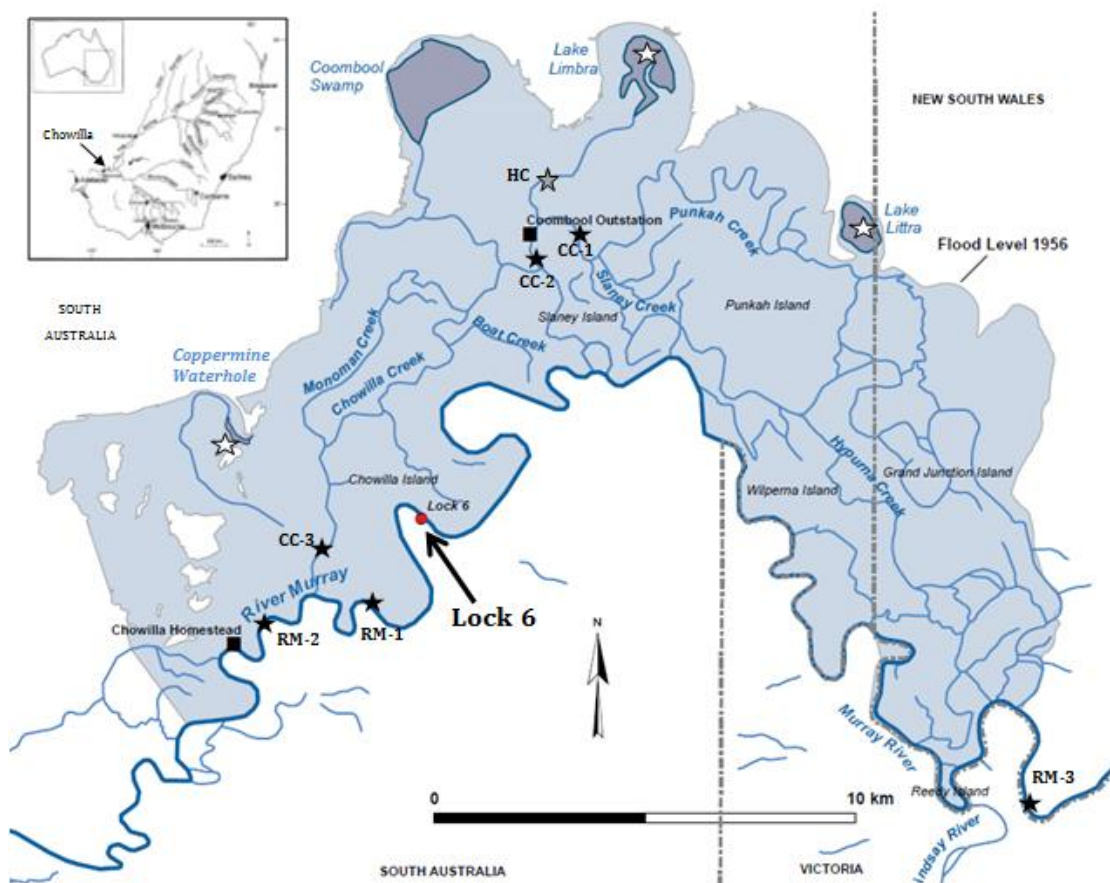 Coombool
Swamp
Lake
Limbra
NEW SOUTH WALES
Chowilla
HC
Coombool Outstation
CC-1
CC-2
Punkah Creek
Lake
Littra
Flood Level 1956
SOUTH
AUSTRALIA
Slaney Creek
Slaney Island
Punkah Island
Monoman Creek
Boat Creek
Chowilla Creek
Coppermine
Waterhole
Chowilla Island
Lock 6
Hypurna Creek
Grand Junction Island
Wilperna Island
CC-3
River Murray
Lock 6
RM-1
RM-2
Chowilla Homestead
N
Murray River
RM-3
Reedy Island
0
10 km
SOUTH AUSTRALIA
VICTORIA